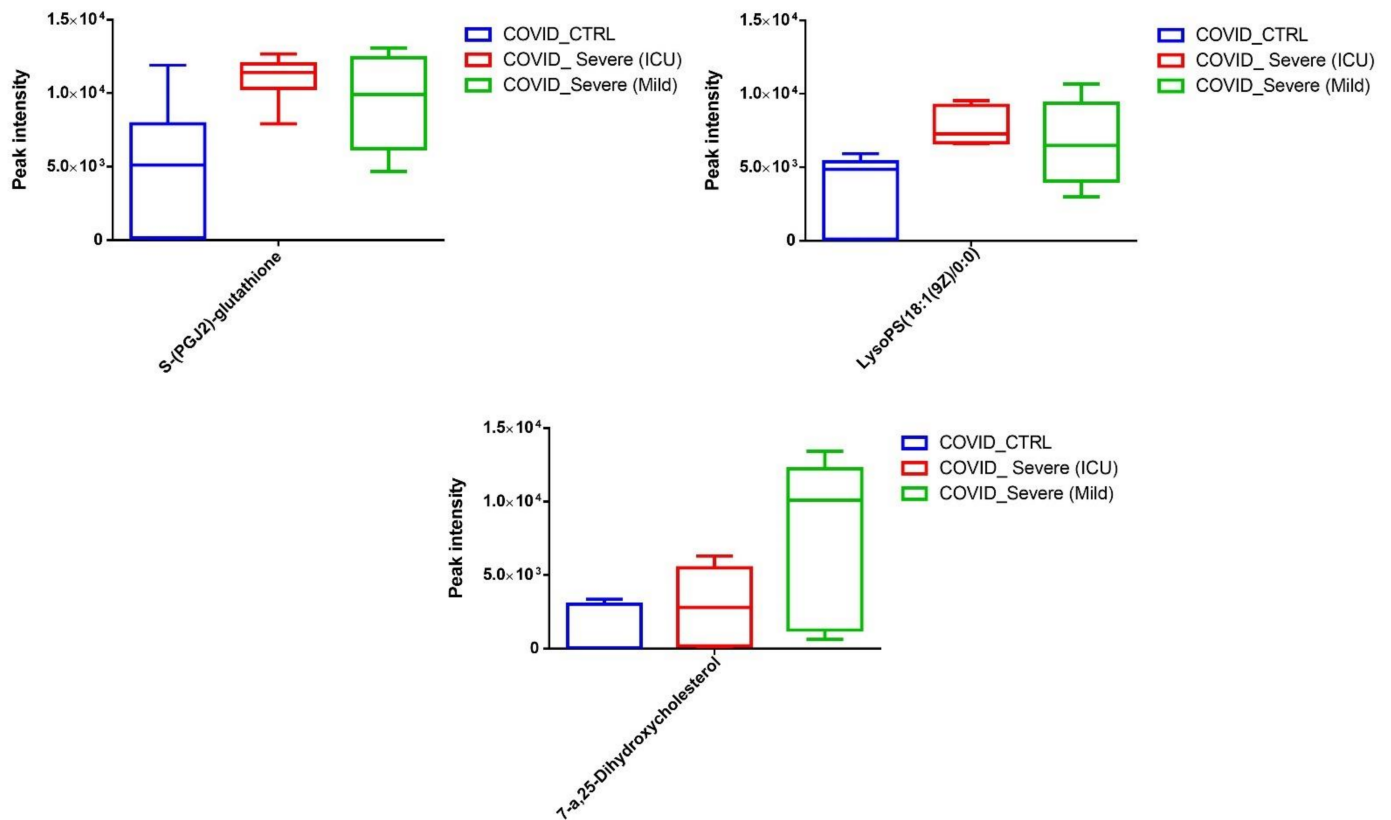 1.5×10⁴
1.0×10⁴
5.0×10³
0
Peak intensity
S-(PGJ2)-glutathione
COVID_CTRL
COVID_ Severe (ICU)
COVID_Severe (Mild)
1.5×10⁴
1.0×10⁴
5.0×10³
0
Peak intensity
LysoPS(18:1(9Z)/0:0)
COVID_CTRL
COVID_ Severe (ICU)
COVID_Severe (Mild)
1.5×10⁴
1.0×10⁴
5.0×10³
0
Peak intensity
7-a,25-Dihydroxycholesterol
COVID_CTRL
COVID_ Severe (ICU)
COVID_Severe (Mild)